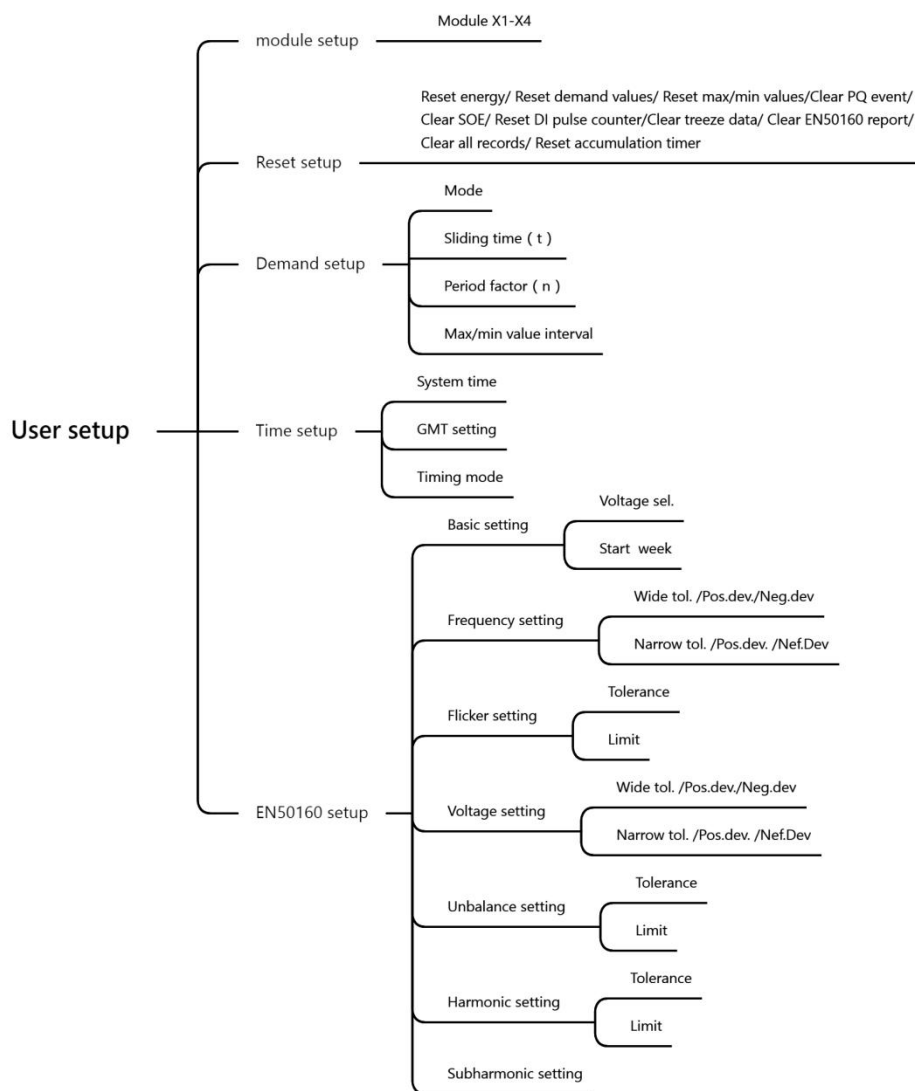 Module X1-X4
module setup
Reset energy/ Reset demand values/ Reset max/min values/Clear PQ event/
Clear SOE/ Reset DI pulse counter/Clear treeze data/ Clear EN50160 report/
Clear all records/ Reset accumulation timer
Reset setup
Mode
Sliding time ( t )
Demand setup
Period factor ( n )
Max/min value interval
System time
User setup
Time setup
GMT setting
Timing mode
Voltage sel.
Basic setting
Start week
Wide tol. /Pos.dev./Neg.dev
Frequency setting
Narrow tol. /Pos.dev. /Nef.Dev
Tolerance
Flicker setting
Limit
Wide tol. /Pos.dev./Neg.dev
EN50160 setup
Voltage setting
Narrow tol. /Pos.dev. /Nef.Dev
Tolerance
Unbalance setting
Limit
Tolerance
Harmonic setting
Limit
Subharmonic setting